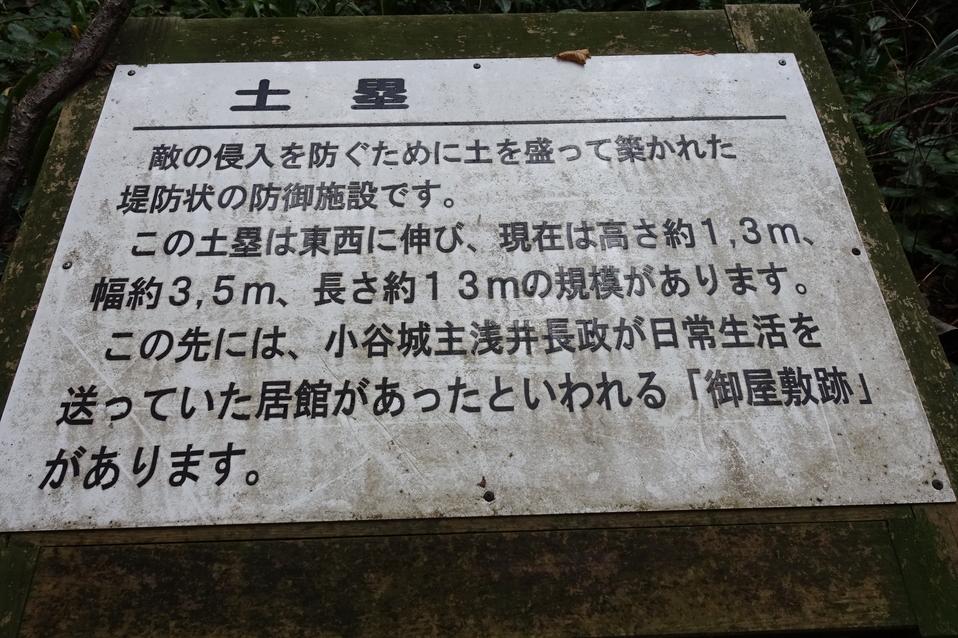 土塁
敵の侵入を防ぐために土を盛って築かれた
堤防状の防御施設です。
この土塁は東西に伸び、現在は高さ約1,3m、
幅約3,5m、長さ約13mの規模があります。
この先には、小谷城主浅井長政が日常生活を
送っていた居館があったといわれる「御屋敷跡」
があります。